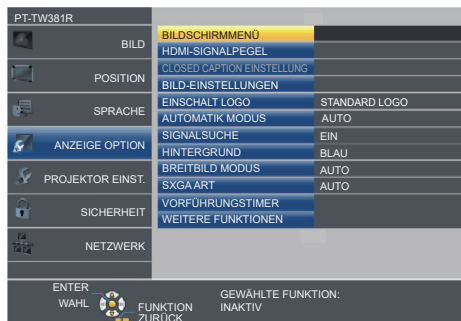 PT-TW381R
BILD
POSITION
SPRACHE
ANZEIGE OPTION
PROJEKTOR EINST.
SICHERHEIT
NETZWERK
BILDSCHIRMMENÜ
HDMI-SIGNALPEGEL
CLOSED CAPTION EINSTELLUNG
BILD-EINSTELLUNGEN
EINSCHALT LOGO STANDARD LOGO
AUTOMATIK MODUS AUTO
SIGNALSUCHE EIN
HINTERGRUND BLAU
BREITBILD MODUS AUTO
SXGA ART AUTO
VORFÜHRUNGSTIMER
WEITERE FUNKTIONEN
ENTER
WAHL
FUNKTION
ZURÜCK
GEWÄHLTE FUNKTION:
INAKTIV